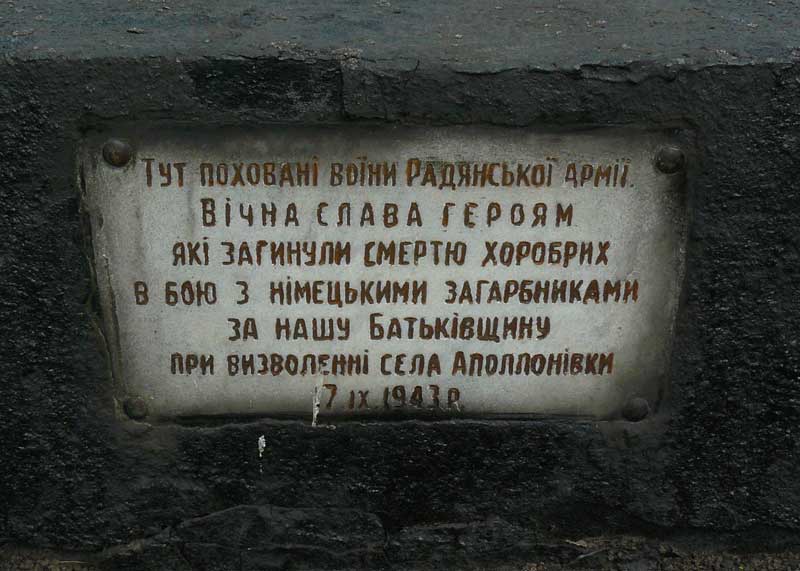 Тут поховані воїни Радянської армії.
Вічна слава героям
які загинули смертю хоробрих
в бою з німецькими загарбниками
за нашу Батьківщину
при визволенні села Аполлонівки
7 IX 1943 р